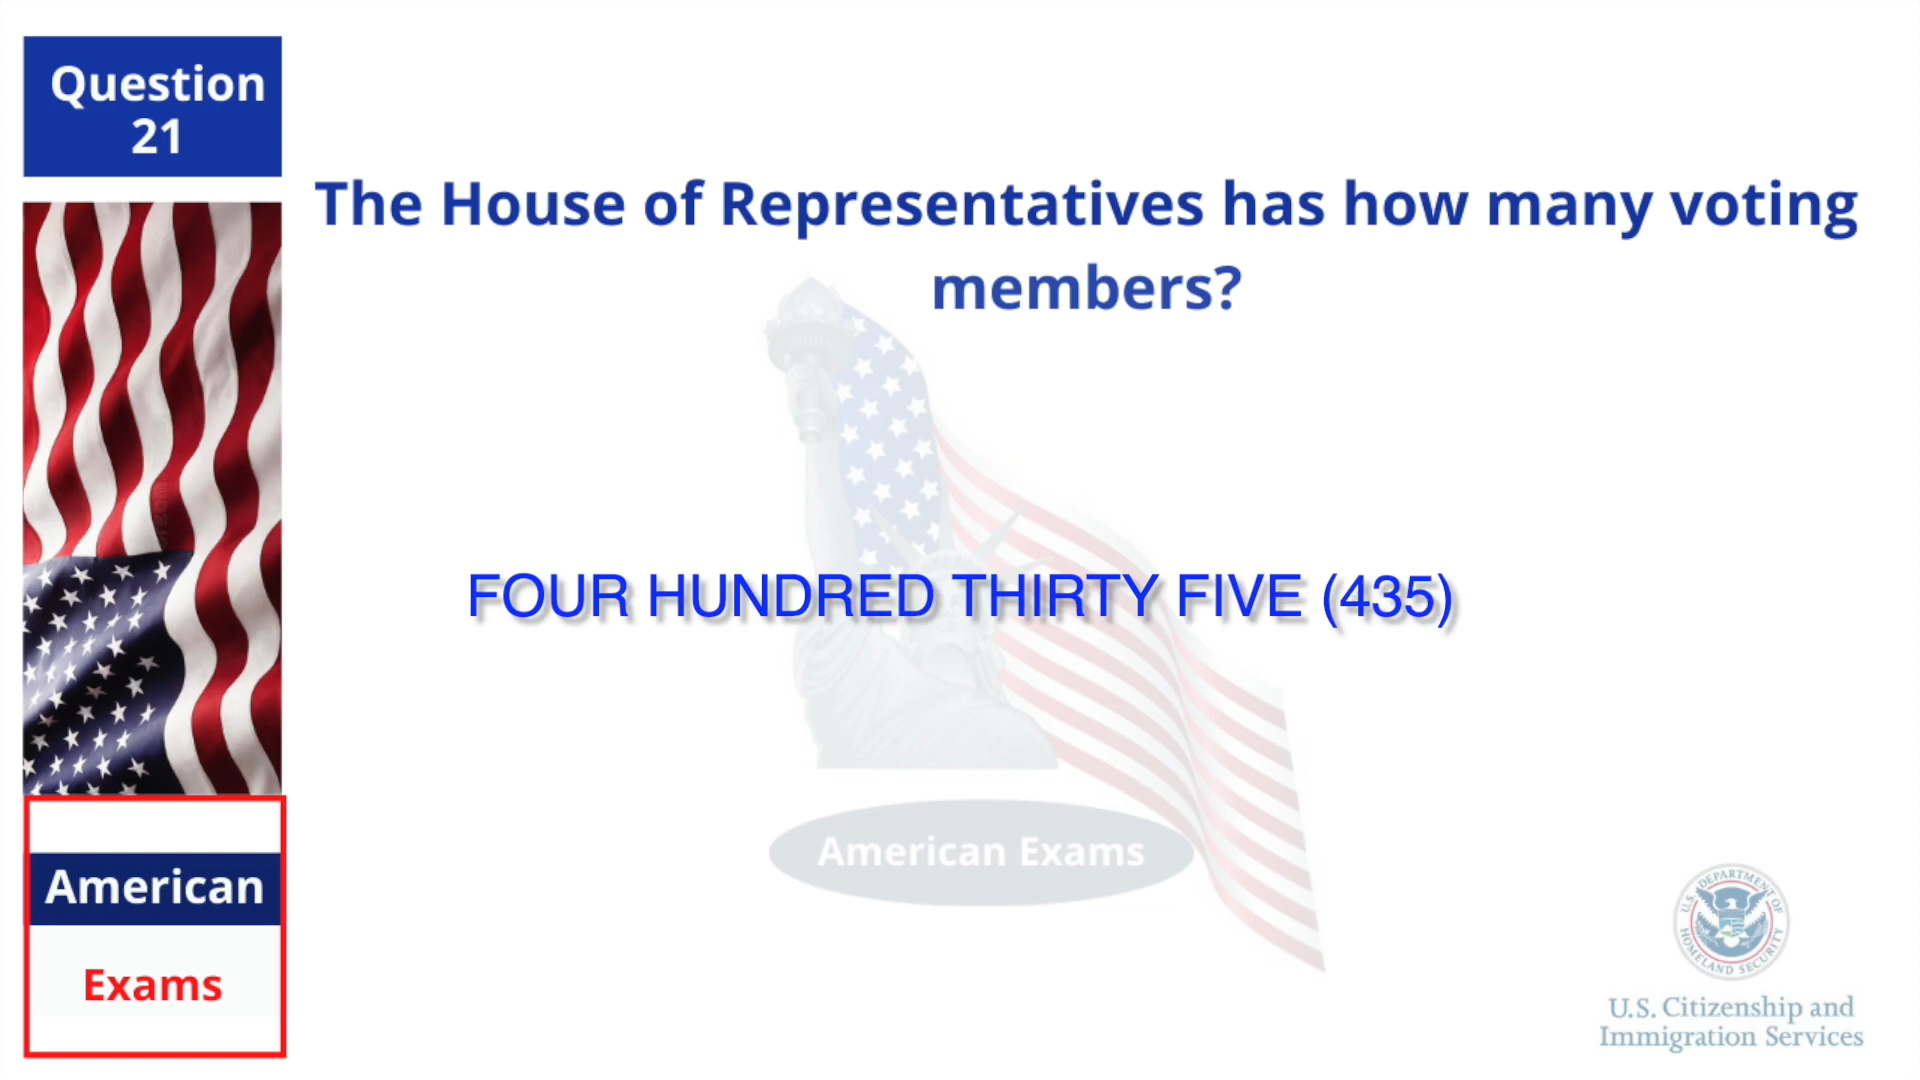 Question
21
The House of Representatives has how many voting
members?
FOUR HUNDRED THIRTY FIVE (435)
American Exams
American
Exams
U.S. DEPARTMENT OF
HOMELAND SECURITY
U.S. Citizenship and
Immigration Services